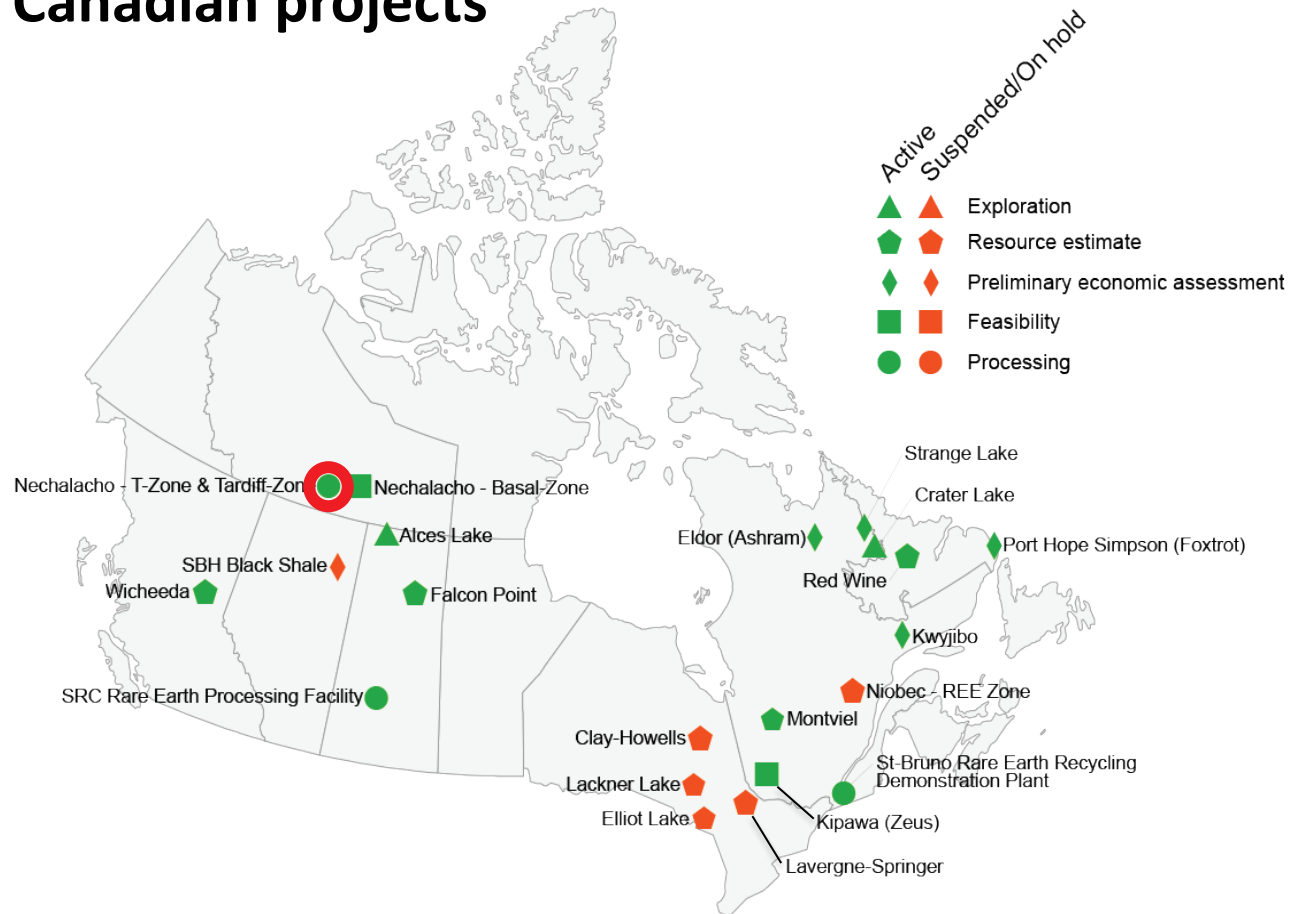 Canadian projects
Active
Suspended/On hold
Exploration
Resource estimate
Preliminary economic assessment
Feasibility
Processing
Strange Lake
Crater Lake
Nechalacho - T-Zone & Tardiff-Zon
Nechalacho - Basal-Zone
Alces Lake
Eldor (Ashram)
Port Hope Simpson (Foxtrot)
SBH Black Shale
Red Wine
Wicheeda
Falcon Point
Kwyjibo
SRC Rare Earth Processing Facility
Niobec - REE Zone
Montviel
Clay-Howells
St-Bruno Rare Earth Recycling
Demonstration Plant
Lackner Lake
Elliot Lake
Kipawa (Zeus)
Lavergne-Springer